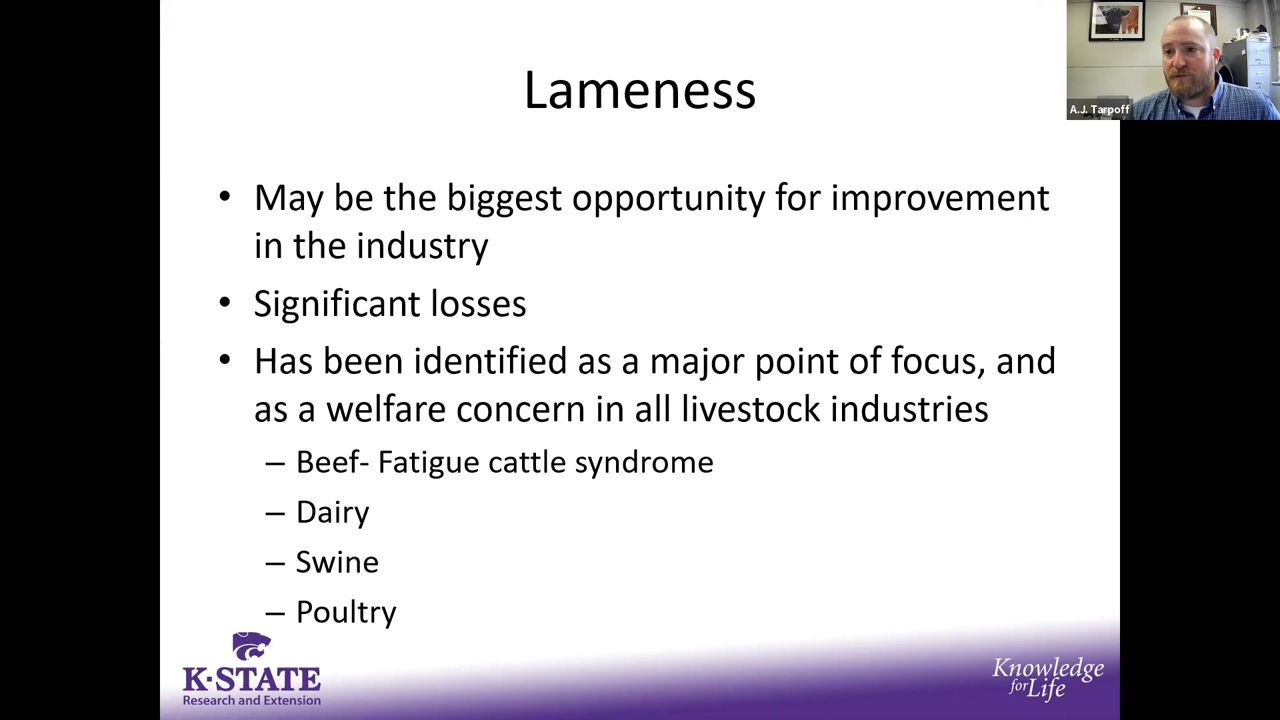 Lameness
A.J. Tarpoff
• May be the biggest opportunity for improvement
in the industry
• Significant losses
• Has been identified as a major point of focus, and
as a welfare concern in all livestock industries
– Beef- Fatigue cattle syndrome
– Dairy
– Swine
– Poultry
K-STATE
Research and Extension
Knowledge
for Life